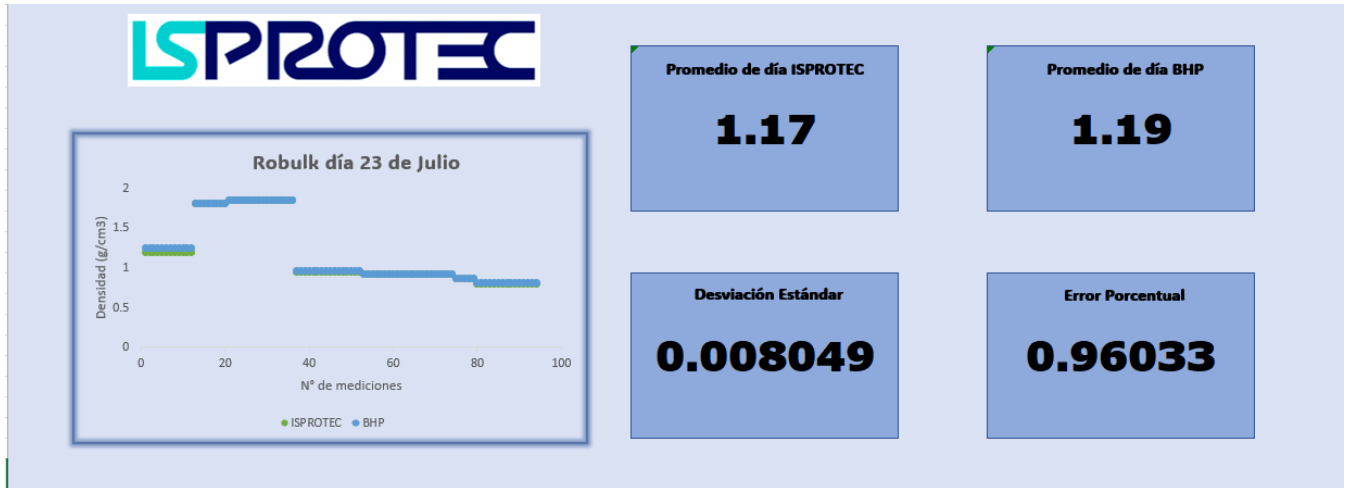 ISPROTEC
Promedio de día ISPROTEC
1.17
Promedio de día BHP
1.19
Robulk día 23 de Julio
Densidad (g/cm3)
2
1.5
1
0.5
0
0 20 40 60 80 100
N° de mediciones
ISPROTEC BHP
Desviación Estándar
0.008049
Error Porcentual
0.96033